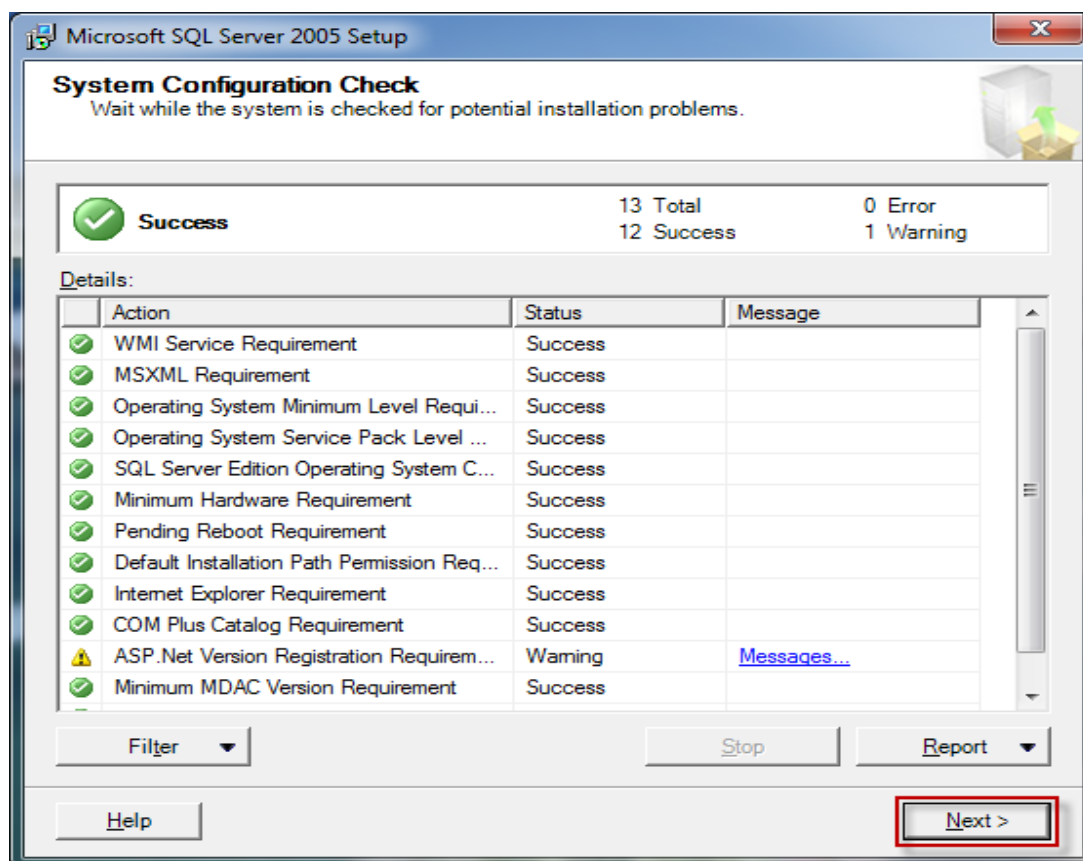 Microsoft SQL Server 2005 Setup
System Configuration Check
Wait while the system is checked for potential installation problems.
Success
13 Total
0 Error
12 Success
1 Warning
Details:
Action Status Message
WMI Service Requirement Success
MSXML Requirement Success
Operating System Minimum Level Requi... Success
Operating System Service Pack Level ... Success
SQL Server Edition Operating System C... Success
Minimum Hardware Requirement Success
Pending Reboot Requirement Success
Default Installation Path Permission Req... Success
Internet Explorer Requirement Success
COM Plus Catalog Requirement Success
ASP.Net Version Registration Requirem... Warning Messages...
Minimum MDAC Version Requirement Success
Filter Stop Report
Help Next >